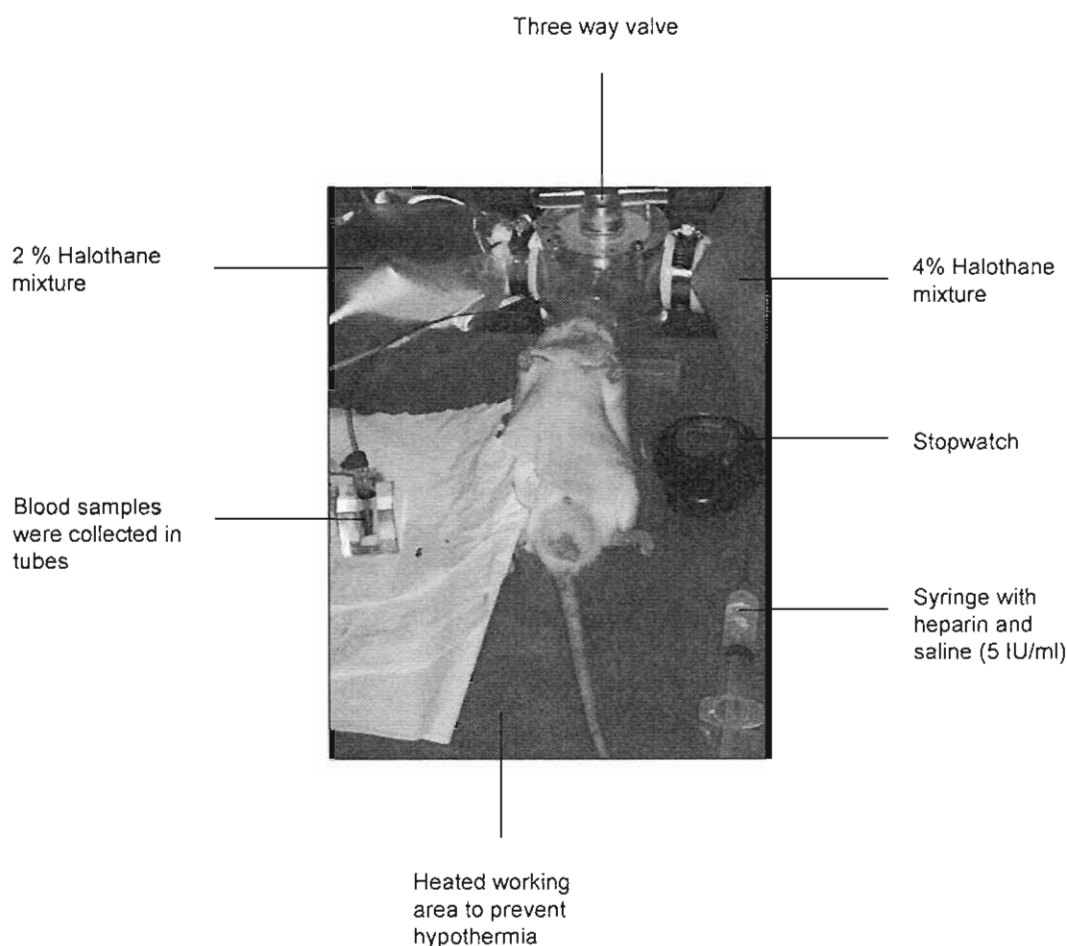 Three way valve
2 % Halothane
mixture
4% Halothane
mixture
Stopwatch
Blood samples
were collected in
tubes
Syringe with
heparin and
saline (5 IU/ml)
Heated working
area to prevent
hypothermia